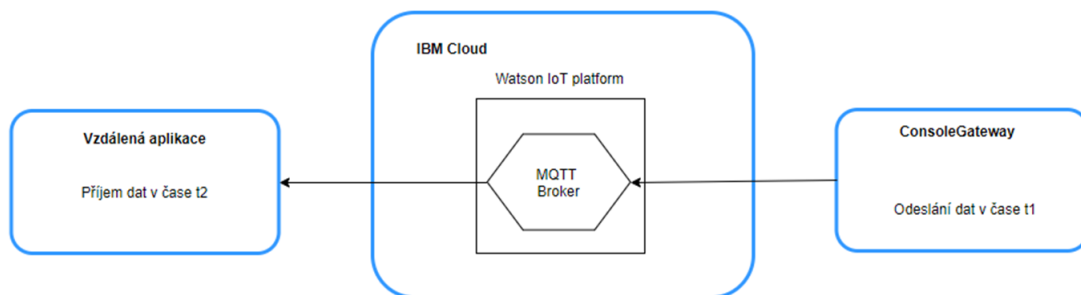 IBM Cloud
Watson IoT platform
Vzdálená aplikace
Příjem dat v čase t2
MQTT
Broker
ConsoleGateway
Odeslání dat v čase t1